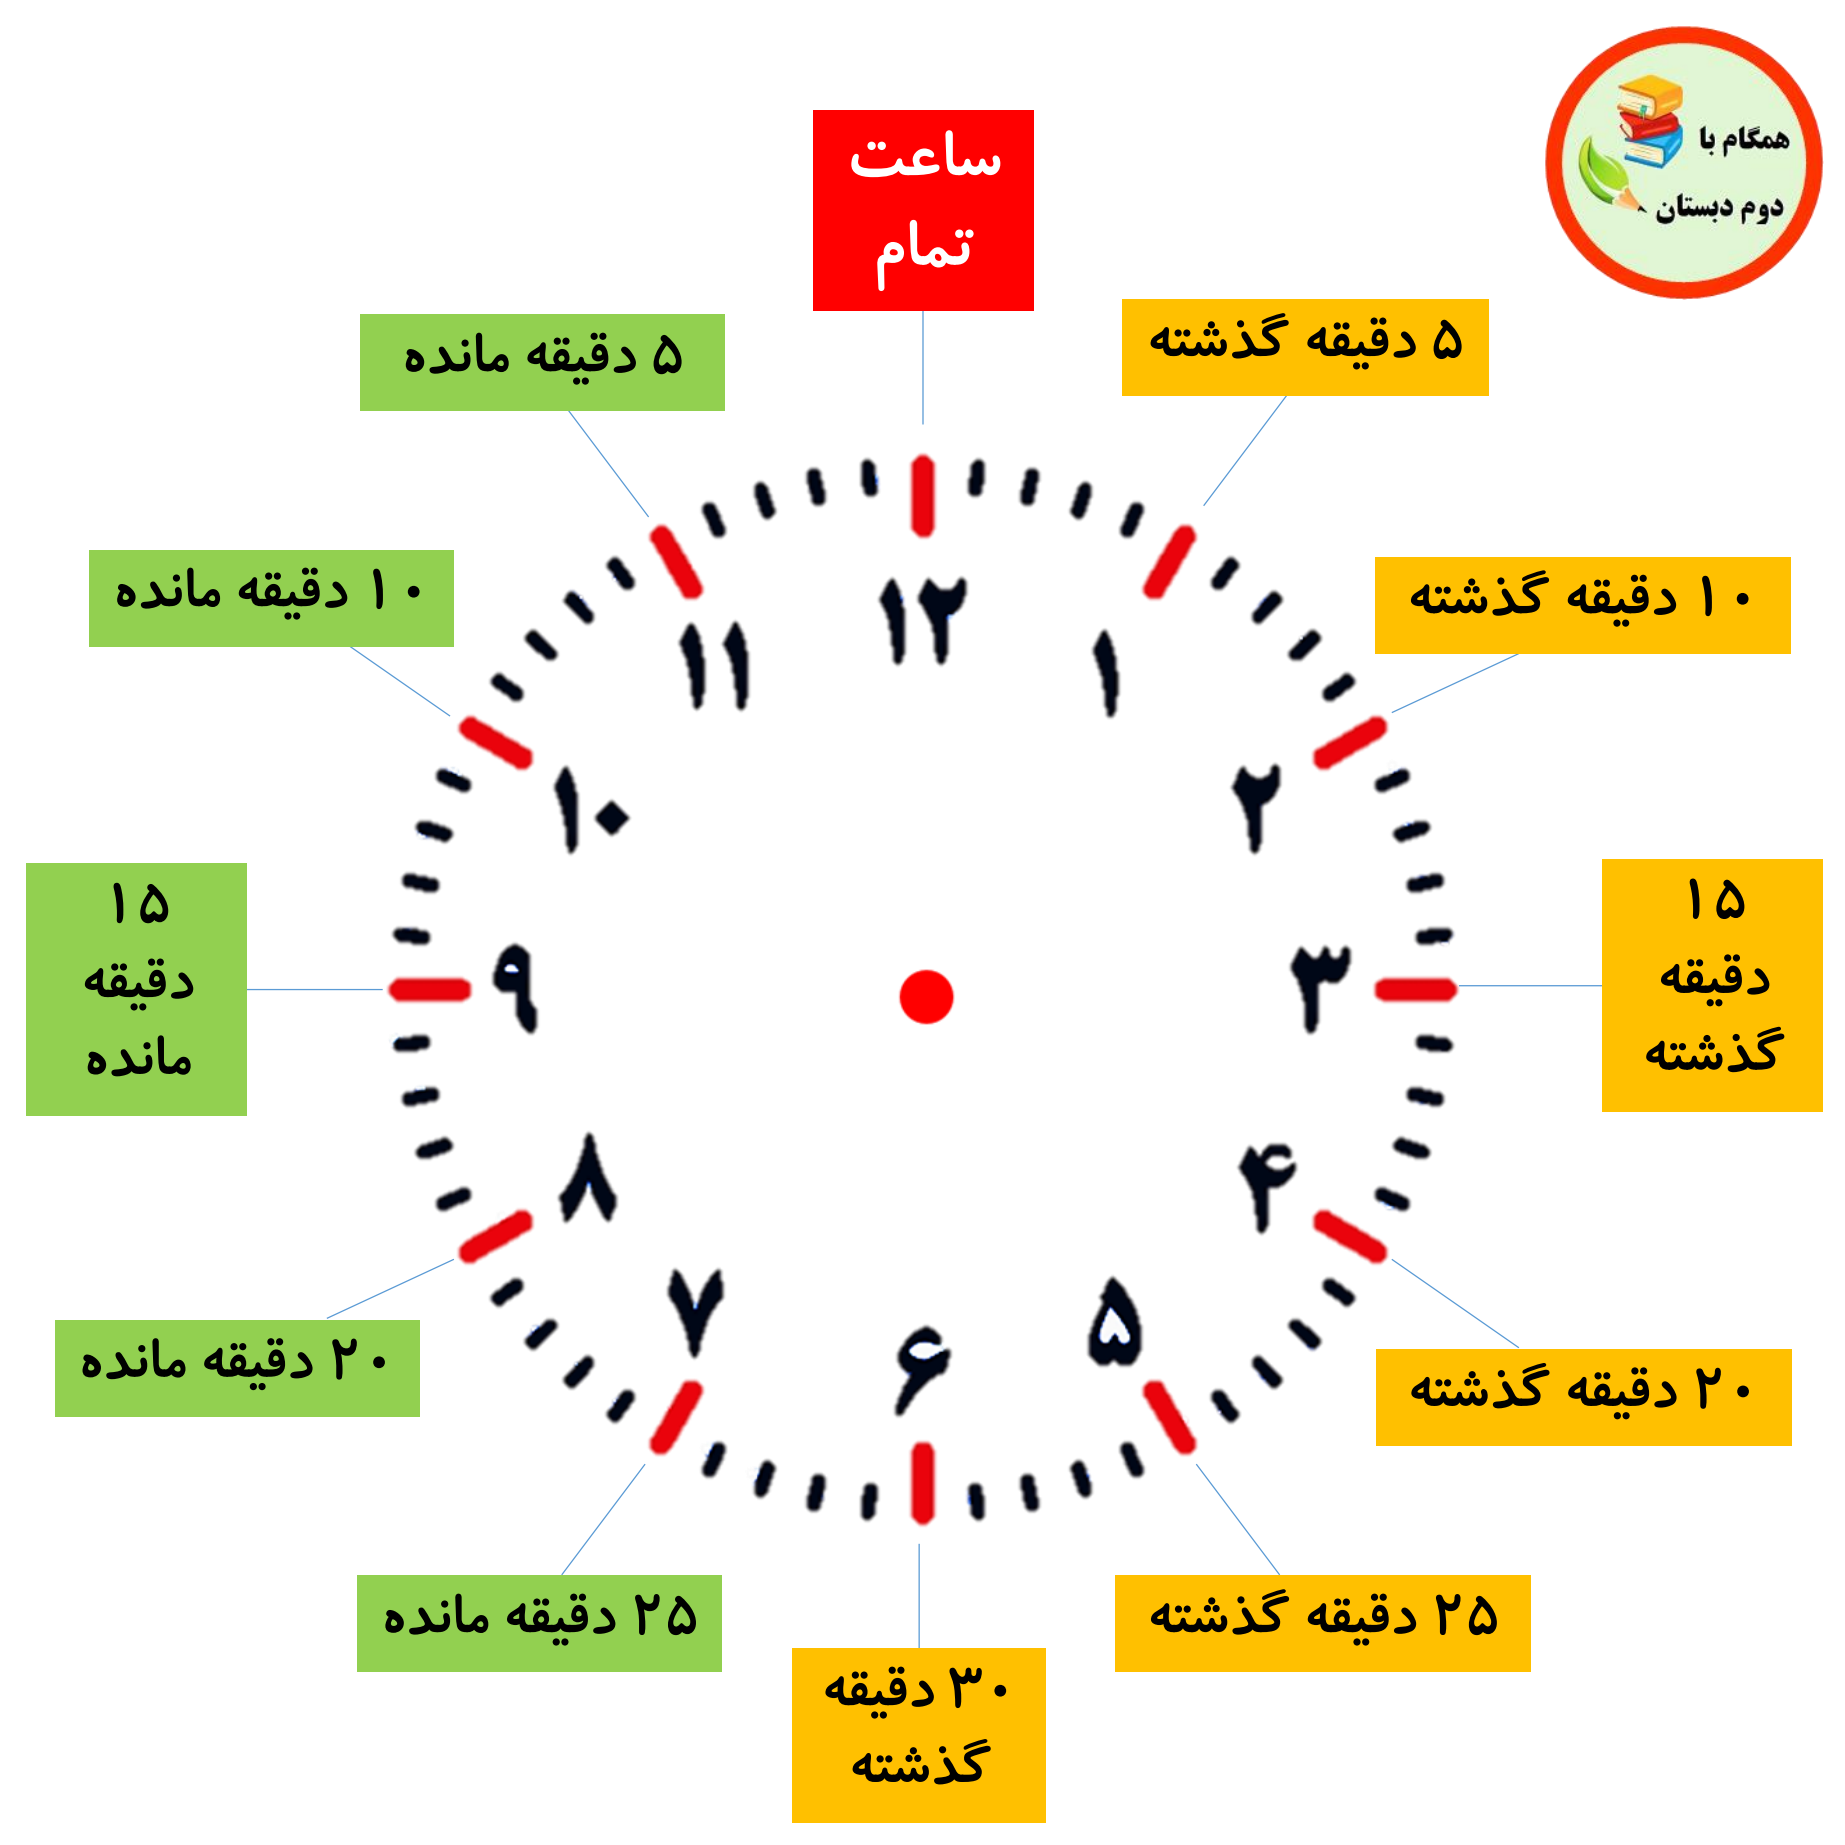 همگام با
دوم دبستان
ساعت
تمام
۵ دقیقه گذشته
۱۰ دقیقه گذشته
۱۵
دقیقه
گذشته
۲۰ دقیقه گذشته
۲۵ دقیقه گذشته
۳۰ دقیقه
گذشته
۲۵ دقیقه مانده
۲۰ دقیقه مانده
۱۵
دقیقه
مانده
۱۰ دقیقه مانده
۵ دقیقه مانده
۱۲
۱
۲
۳
۴
۵
۶
۷
۸
۹
۱۰
۱۱